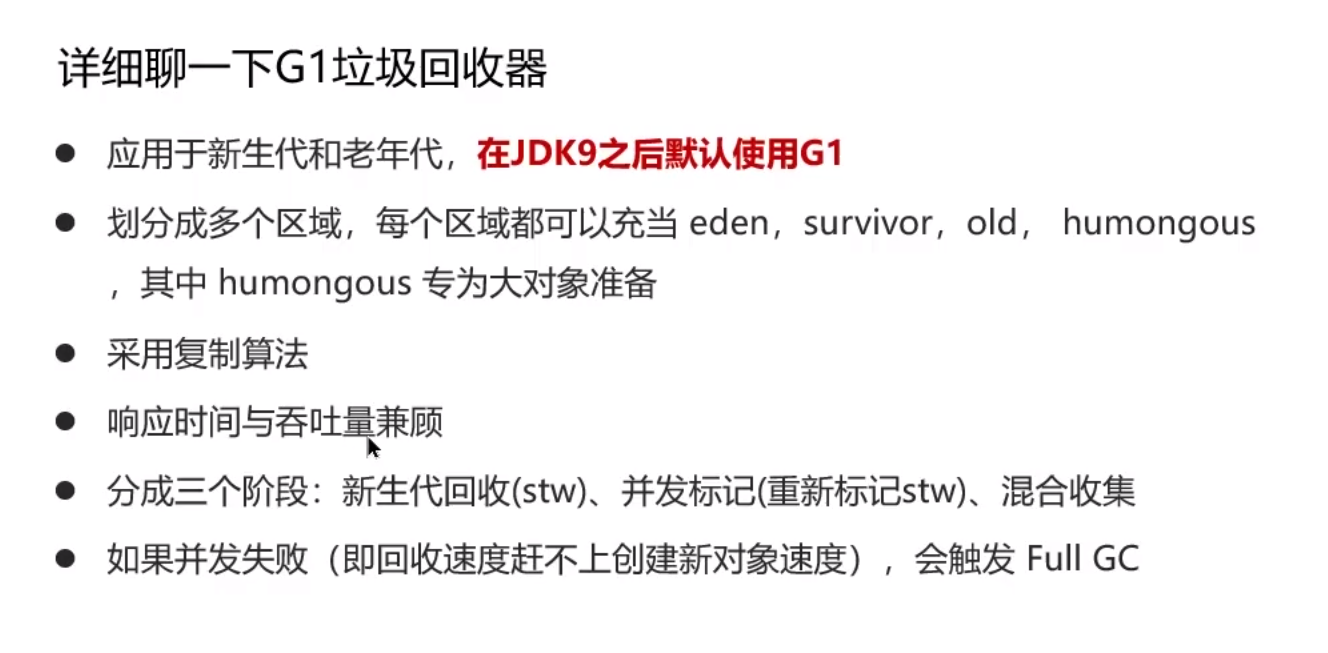 详细聊一下G1垃圾回收器
● 应用于新生代和老年代，在JDK9之后默认使用G1
● 划分成多个区域，每个区域都可以充当 eden，survivor，old， humongous
，其中 humongous 专为大对象准备
● 采用复制算法
● 响应时间与吞吐量兼顾
● 分成三个阶段：新生代回收(stw)、并发标记(重新标记stw)、混合收集
● 如果并发失败（即回收速度赶不上创建新对象速度），会触发 Full GC